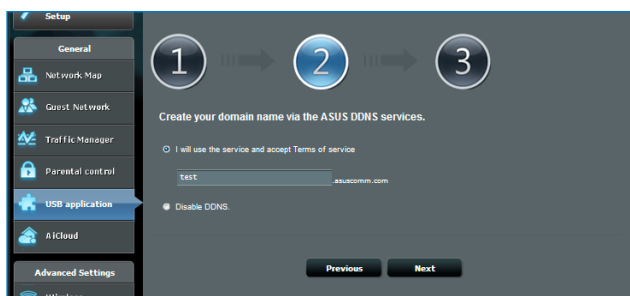 Setup
General
Network Map
Guest Network
Traffic Manager
Parental control
USB application
AiCloud
Advanced Settings
1
2
3
Create your domain name via the ASUS DDNS services.
I will use the service and accept Terms of service
test .asuscomm.com
Disable DDNS.
Previous Next